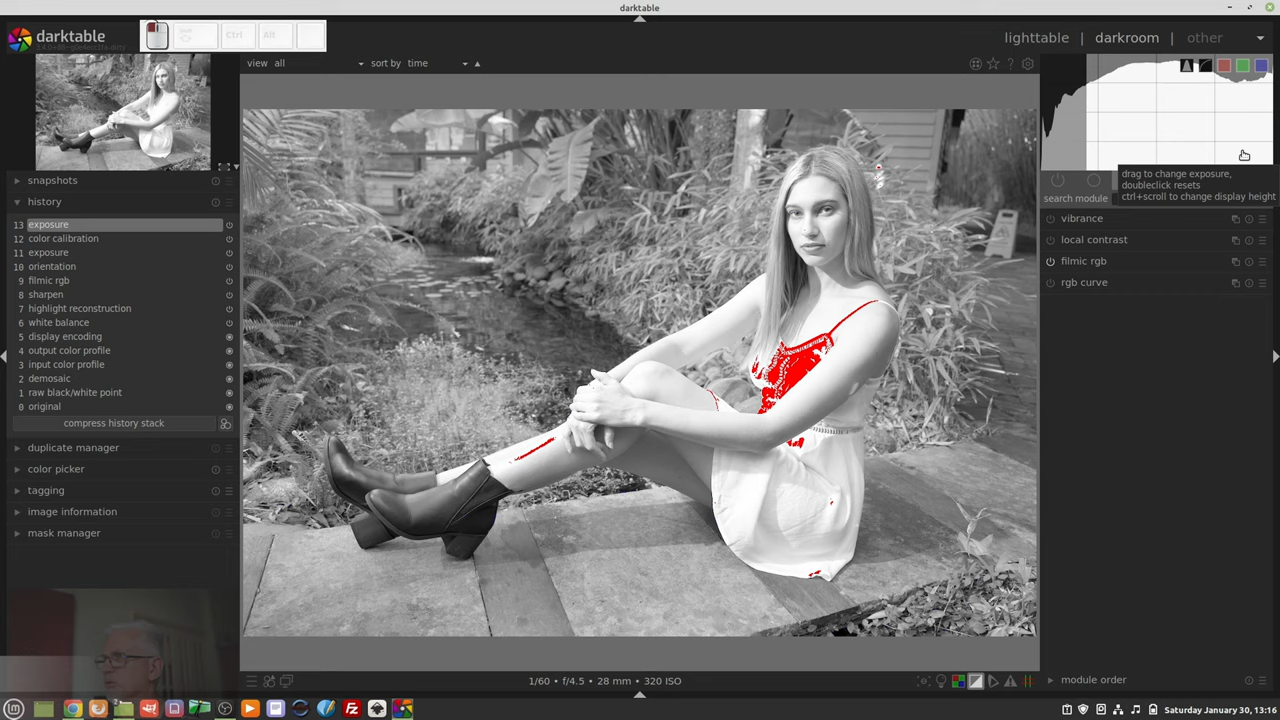 darktable
darktable
Ctrl
Alt
lighttable | darkroom | other
view all
sort by time
drag to change exposure,
doubleclick resets
ctrl+scroll to change display height
search module
snapshots
history
13 exposure
12 color calibration
11 exposure
10 orientation
9 filmic rgb
8 sharpen
7 highlight reconstruction
6 white balance
5 display encoding
4 output color profile
3 input color profile
2 demosaic
1 raw black/white point
0 original
compress history stack
duplicate manager
color picker
tagging
image information
mask manager
vibrance
local contrast
filmic rgb
rgb curve
1/60 • f/4.5 • 28 mm • 320 ISO
module order
Saturday January 30, 13:16